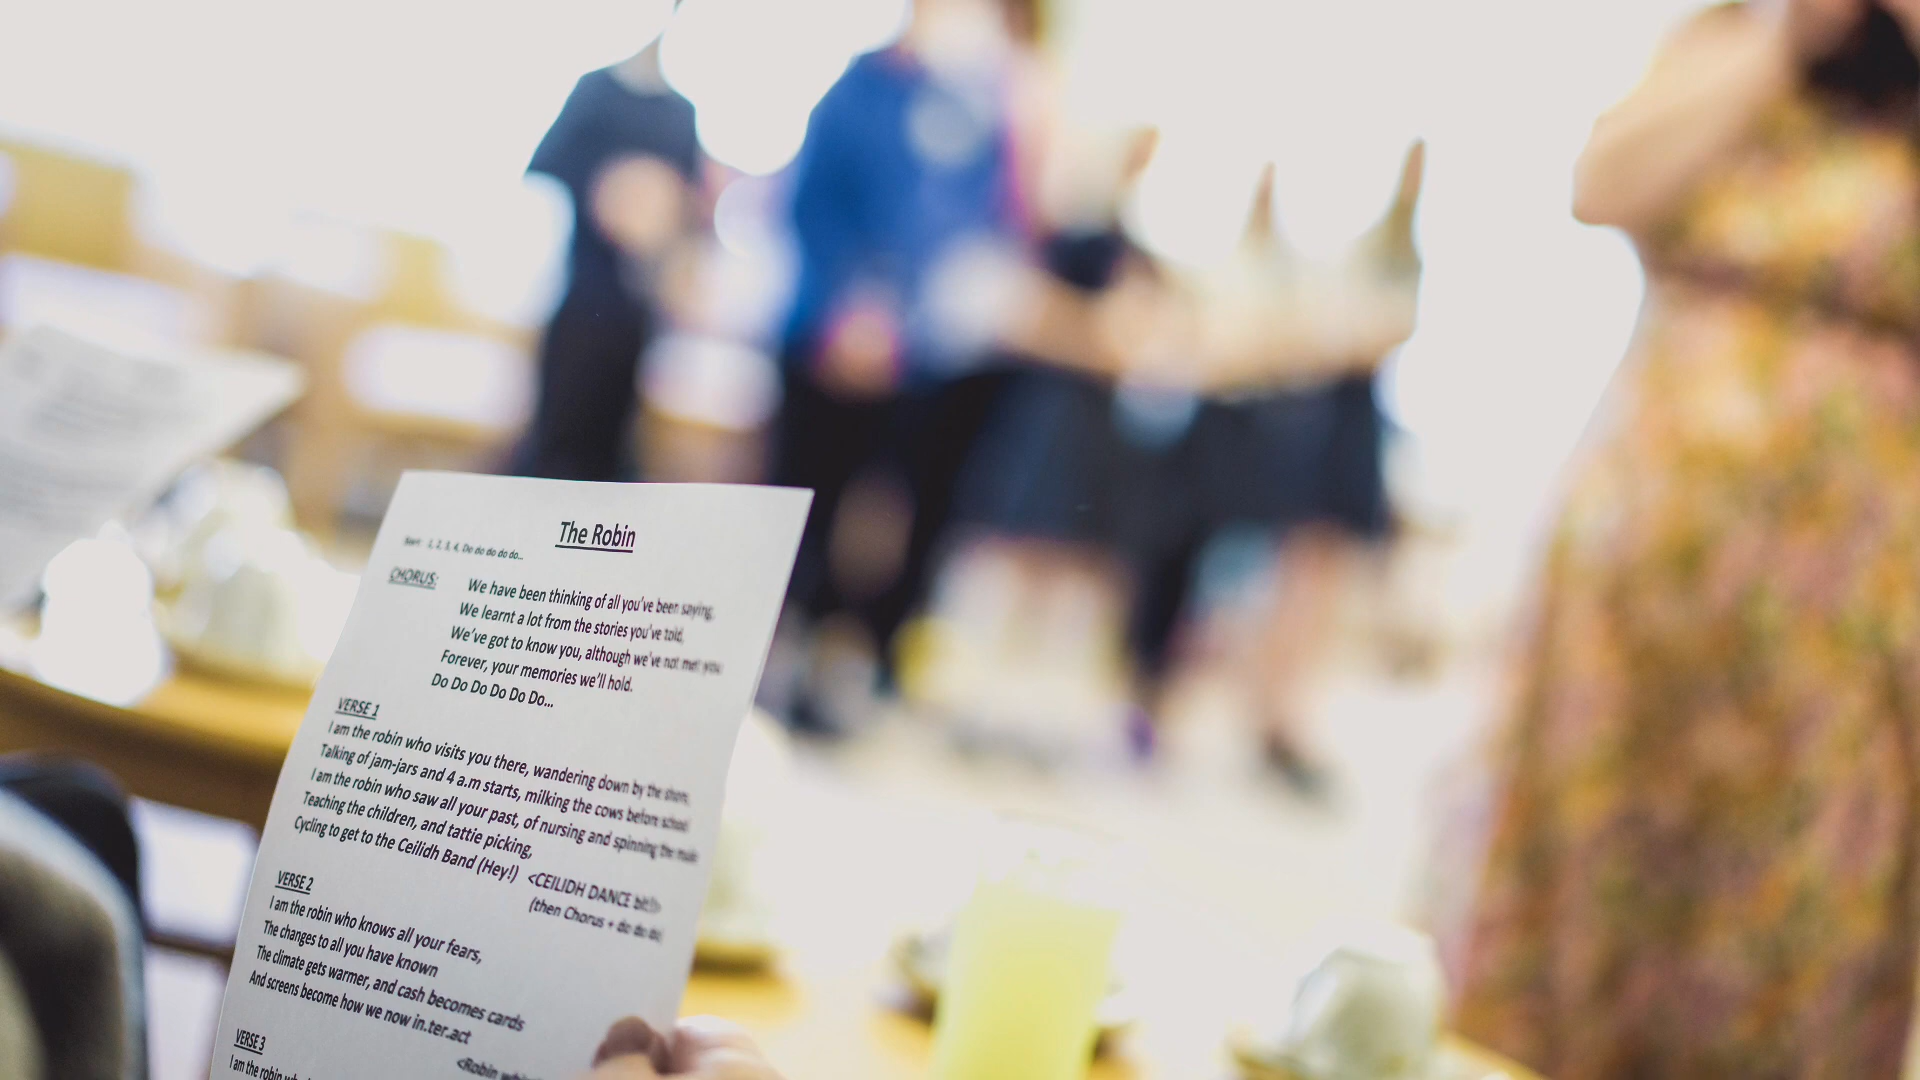 The Robin
Start: 1, 2, 3, 4, Do do do do do...
CHORUS:
We have been thinking of all you've been saying,
We learnt a lot from the stories you've told,
We've got to know you, although we've not met you
Forever, your memories we'll hold.
Do Do Do Do Do Do...
VERSE 1
I am the robin who visits you there, wandering down by the shore,
Talking of jam-jars and 4 a.m starts, milking the cows before school
I am the robin who saw all your past, of nursing and spinning the
Teaching the children, and tattie picking,
Cycling to get to the Ceilidh Band (Hey!) <CEILIDH DANCE bit!>
(then Chorus + do do do)
VERSE 2
I am the robin who knows all your fears,
The changes to all you have known
The climate gets warmer, and cash becomes cards
And screens become how we now in.ter.act
<Robin
VERSE 3
I am the robin